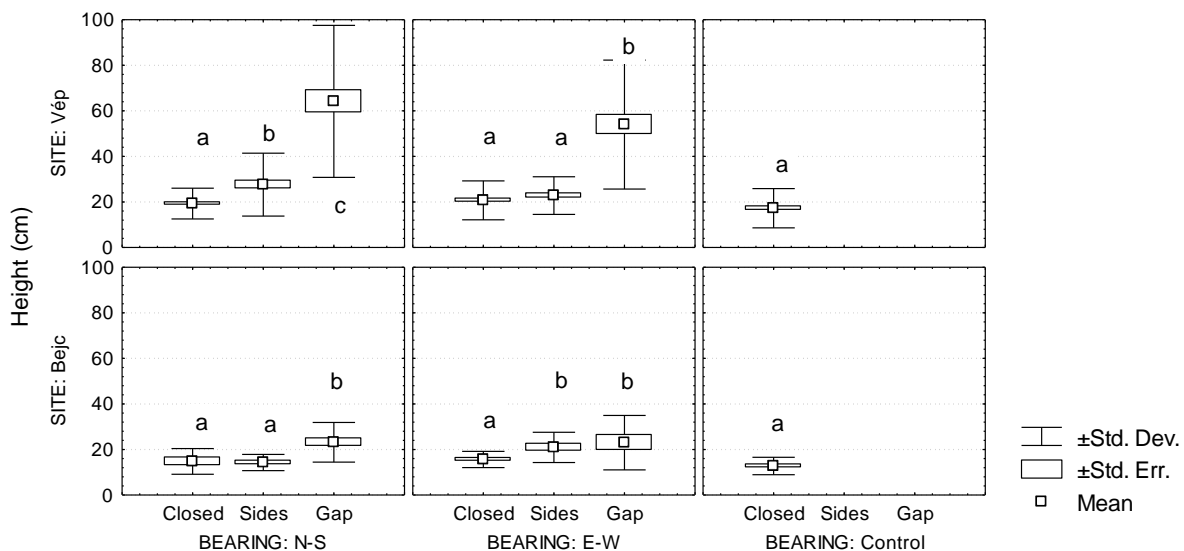 Height (cm)
SITE: Vép
100
80
60
40
20
0
a
b
c
a
a
b
a
SITE: Bejc
100
80
60
40
20
0
a
a
b
a
b
b
a
Closed Sides Gap
BEARING: N-S
Closed Sides Gap
BEARING: E-W
Closed Sides Gap
BEARING: Control
±Std. Dev.
±Std. Err.
Mean